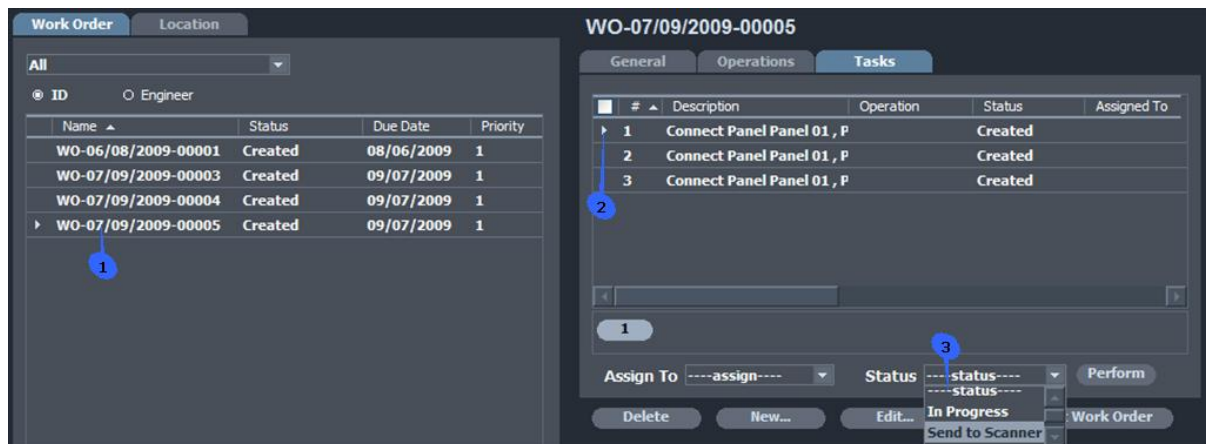 Work Order Location
All
ID Engineer
Name Status Due Date Priority
WO-06/08/2009-00001 Created 08/06/2009 1
WO-07/09/2009-00003 Created 09/07/2009 1
WO-07/09/2009-00004 Created 09/07/2009 1
WO-07/09/2009-00005 Created 09/07/2009 1
1
WO-07/09/2009-00005
General Operations Tasks
# Description Operation Status Assigned To
1 Connect Panel Panel 01 , P Created
2 Connect Panel Panel 01 , P Created
3 Connect Panel Panel 01 , P Created
2
1
3
Assign To ----assign---- Status ----status---- Perform
----status----
In Progress
Send to Scanner
Delete New... Edit... Work Order